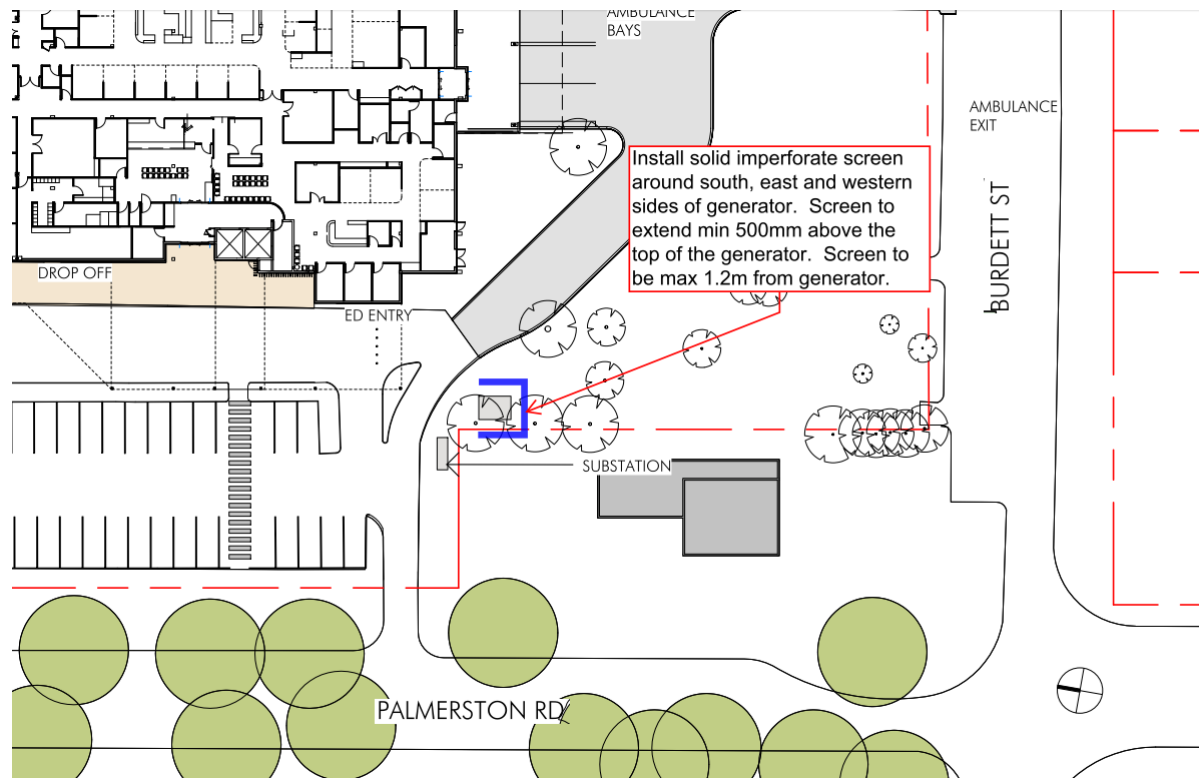 AMBULANCE
BAYS
AMBULANCE
EXIT
Install solid imperforate screen
around south, east and western
sides of generator.  Screen to
extend min 500mm above the
top of the generator.  Screen to
be max 1.2m from generator.
BURDETT ST
DROP OFF
ED ENTRY
SUBSTATION
PALMERSTON RD